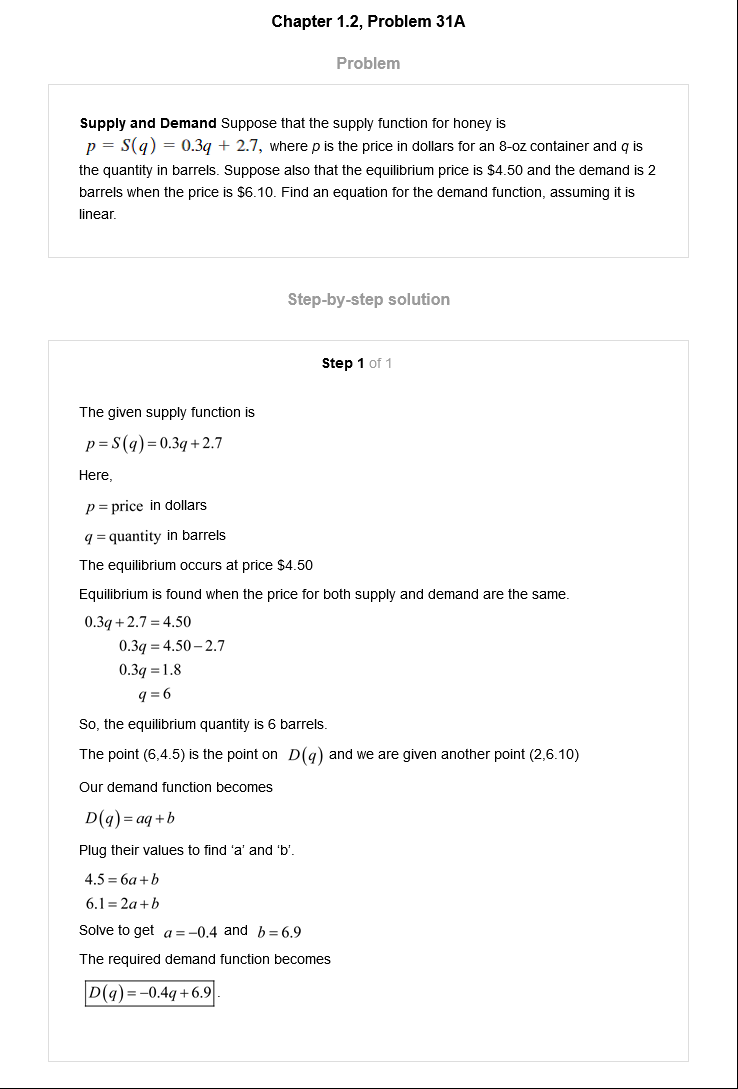 Chapter 1.2, Problem 31A
Problem
Supply and Demand Suppose that the supply function for honey is
p = S(q) = 0.3q + 2.7, where p is the price in dollars for an 8-oz container and q is
the quantity in barrels. Suppose also that the equilibrium price is $4.50 and the demand is 2
barrels when the price is $6.10. Find an equation for the demand function, assuming it is
linear.
Step-by-step solution
Step 1 of 1
The given supply function is
p = S(q) = 0.3q + 2.7
Here,
p = price in dollars
q = quantity in barrels
The equilibrium occurs at price $4.50
Equilibrium is found when the price for both supply and demand are the same.
0.3q + 2.7 = 4.50
0.3q = 4.50 – 2.7
0.3q = 1.8
q = 6
So, the equilibrium quantity is 6 barrels.
The point (6,4.5) is the point on D(q) and we are given another point (2,6.10)
Our demand function becomes
D(q) = aq + b
Plug their values to find ‘a’ and ‘b’.
4.5 = 6a + b
6.1 = 2a + b
Solve to get a = –0.4 and b = 6.9
The required demand function becomes
D(q) = –0.4q + 6.9.